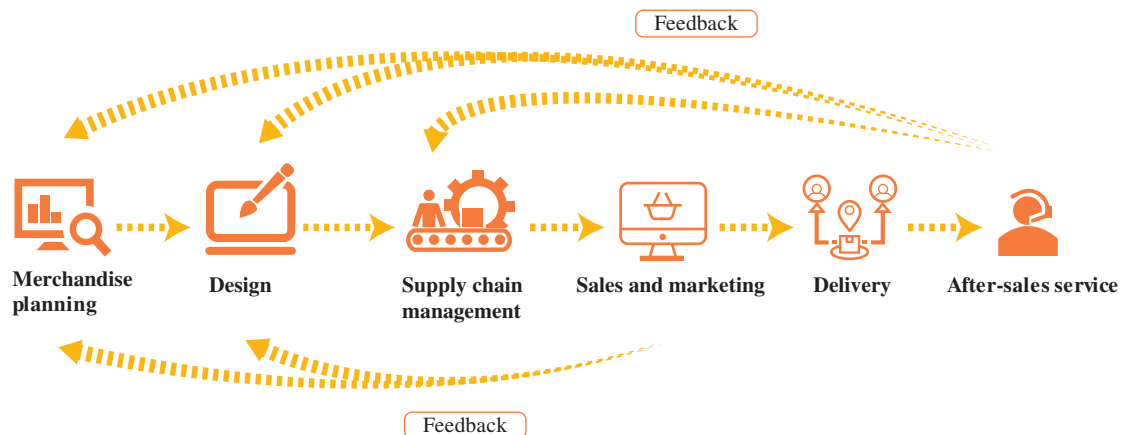 Feedback
Merchandise
planning
Design
Supply chain
management
Sales and marketing
Delivery
After-sales service
Feedback